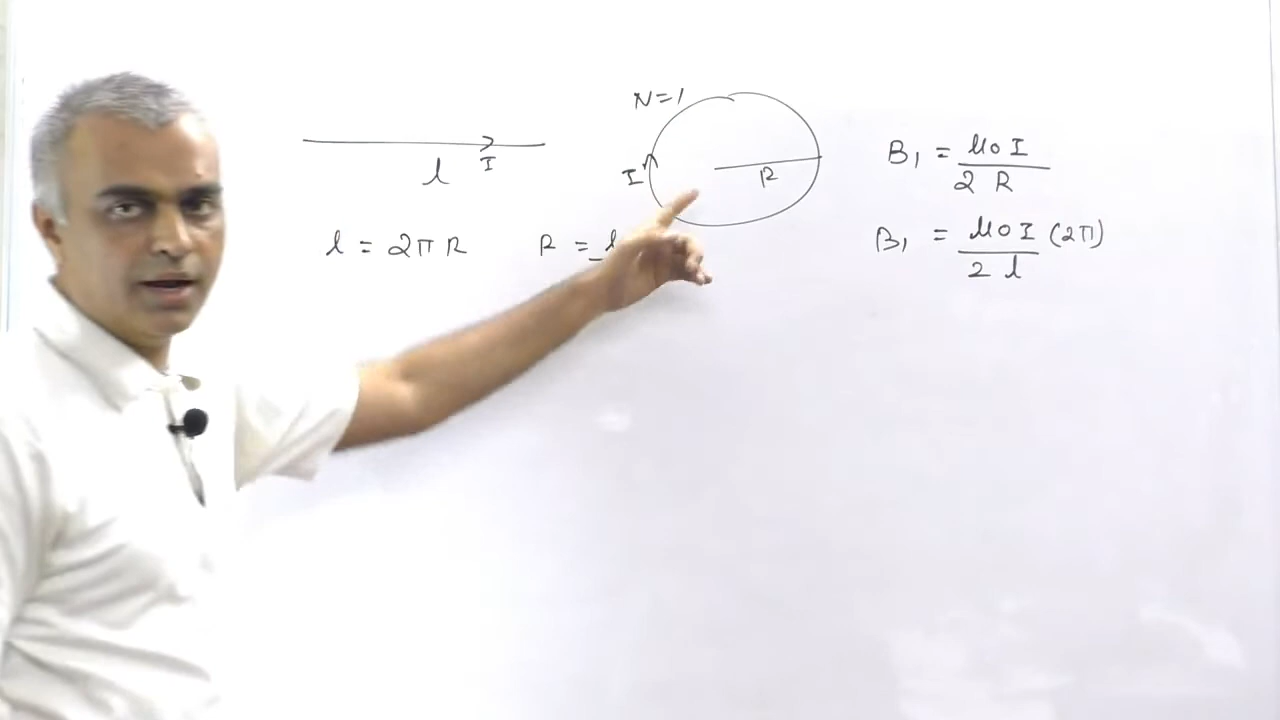 N=1
I
l
I
R
B₁ = μ₀ I / 2 R
l = 2π R
R = l
B₁ = μ₀ I (2π) / 2 l